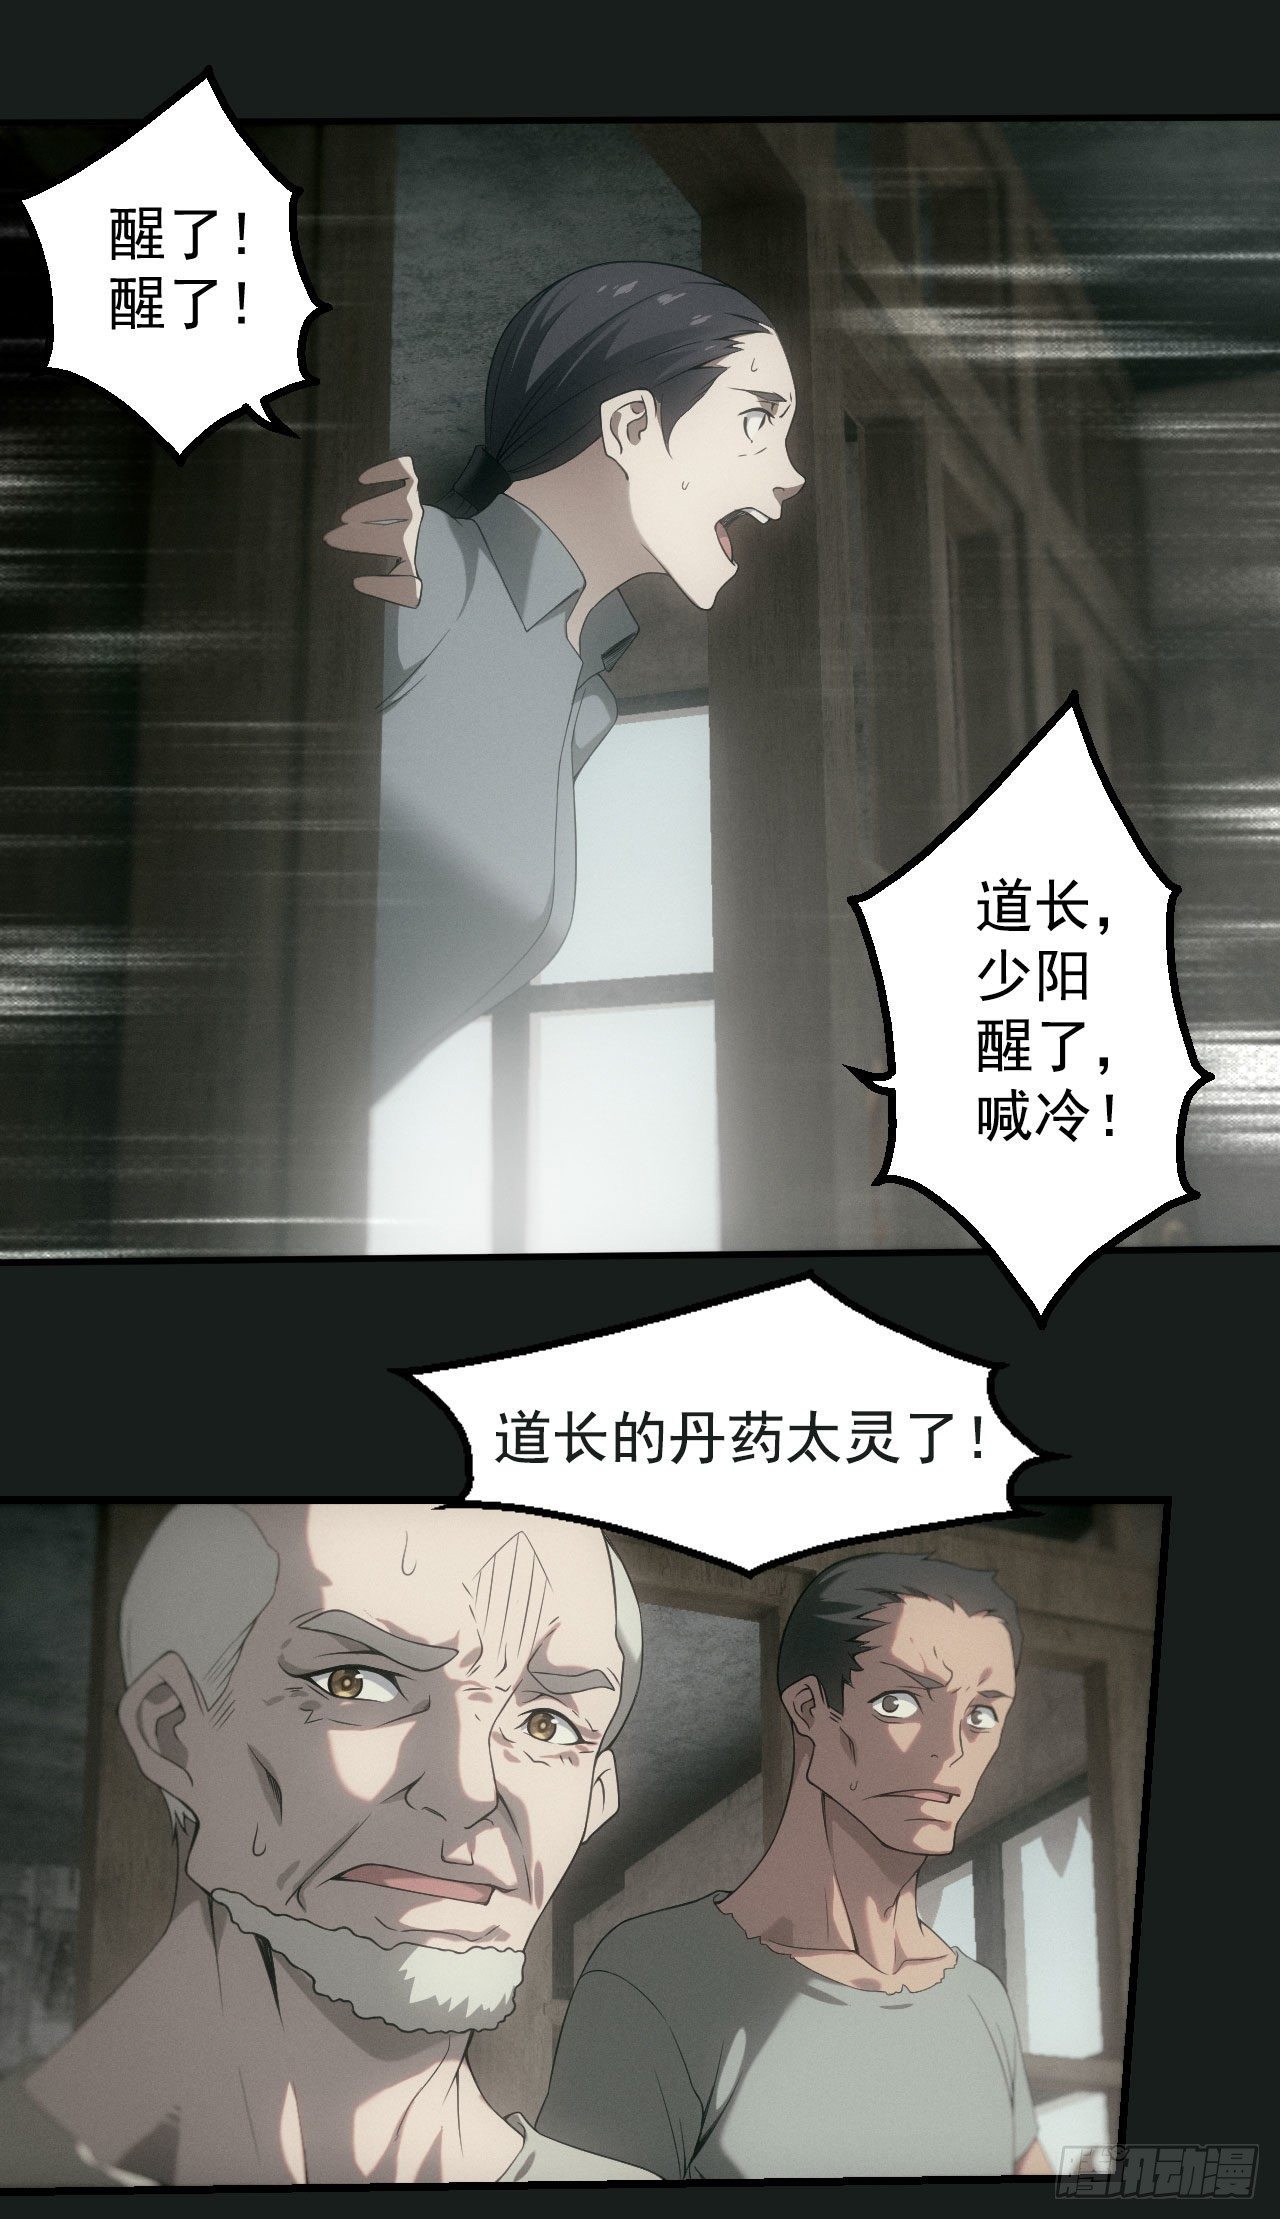 醒了！
醒了！
道长，
少阳
醒了，
喊冷！
道长的丹药太灵了！
腾讯动漫